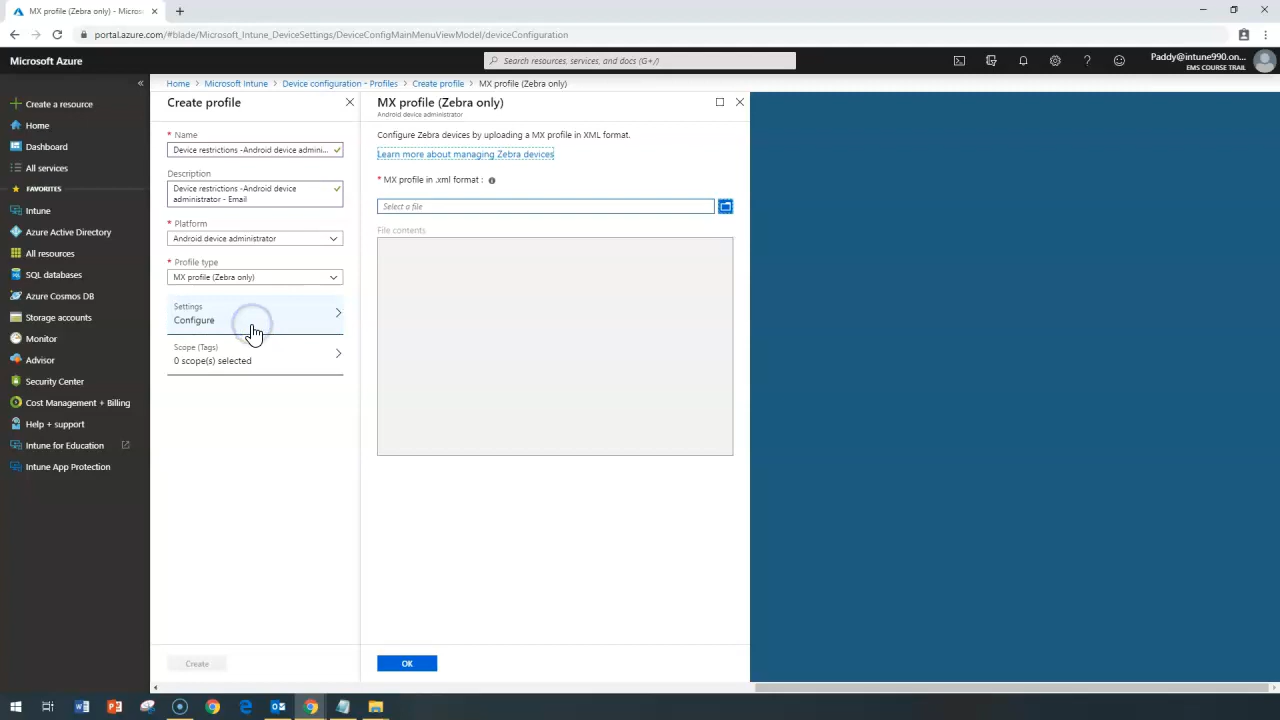 MX profile (Zebra only) - Micros
portal.azure.com/#blade/Microsoft_Intune_DeviceSettings/DeviceConfigMainMenuViewModel/deviceConfiguration
Microsoft Azure
Search resources, services, and docs (G+/)
Paddy@intune990.on...
EMS COURSE TRAIL
Home > Microsoft Intune > Device configuration - Profiles > Create profile > MX profile (Zebra only)
Create a resource
Home
Dashboard
All services
FAVORITES
Intune
Azure Active Directory
All resources
SQL databases
Azure Cosmos DB
Storage accounts
Monitor
Advisor
Security Center
Cost Management + Billing
Help + support
Intune for Education
Intune App Protection
Create profile
* Name
Device restrictions -Android device admini...
Description
Device restrictions -Android device
administrator - Email
* Platform
Android device administrator
* Profile type
MX profile (Zebra only)
Settings
Configure
Scope (Tags)
0 scope(s) selected
Create
MX profile (Zebra only)
Android device administrator
Configure Zebra devices by uploading a MX profile in XML format.
Learn more about managing Zebra devices
* MX profile in .xml format :
Select a file
File contents
OK